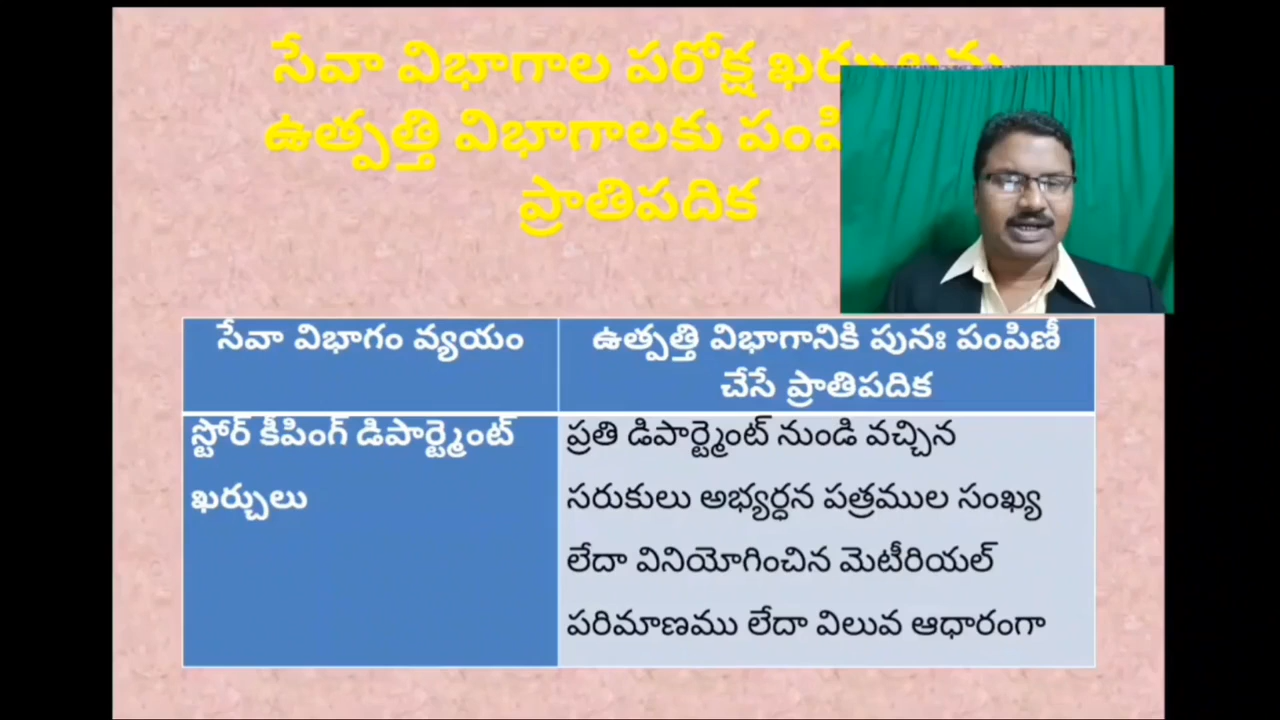 సేవా విభాగాల పరోక్ష
ఉత్పత్తి విభాగాలకు
ప్రాతిపదిక
సేవా విభాగం వ్యయం
ఉత్పత్తి విభాగానికి పునః పంపిణీ
చేసే ప్రాతిపదిక
స్టోర్ కీపింగ్ డిపార్ట్మెంట్
ఖర్చులు
ప్రతి డిపార్ట్మెంట్ నుండి వచ్చిన
సరుకులు అభ్యర్ధన పత్రముల సంఖ్య
లేదా వినియోగించిన మెటీరియల్
పరిమాణము లేదా విలువ ఆధారంగా